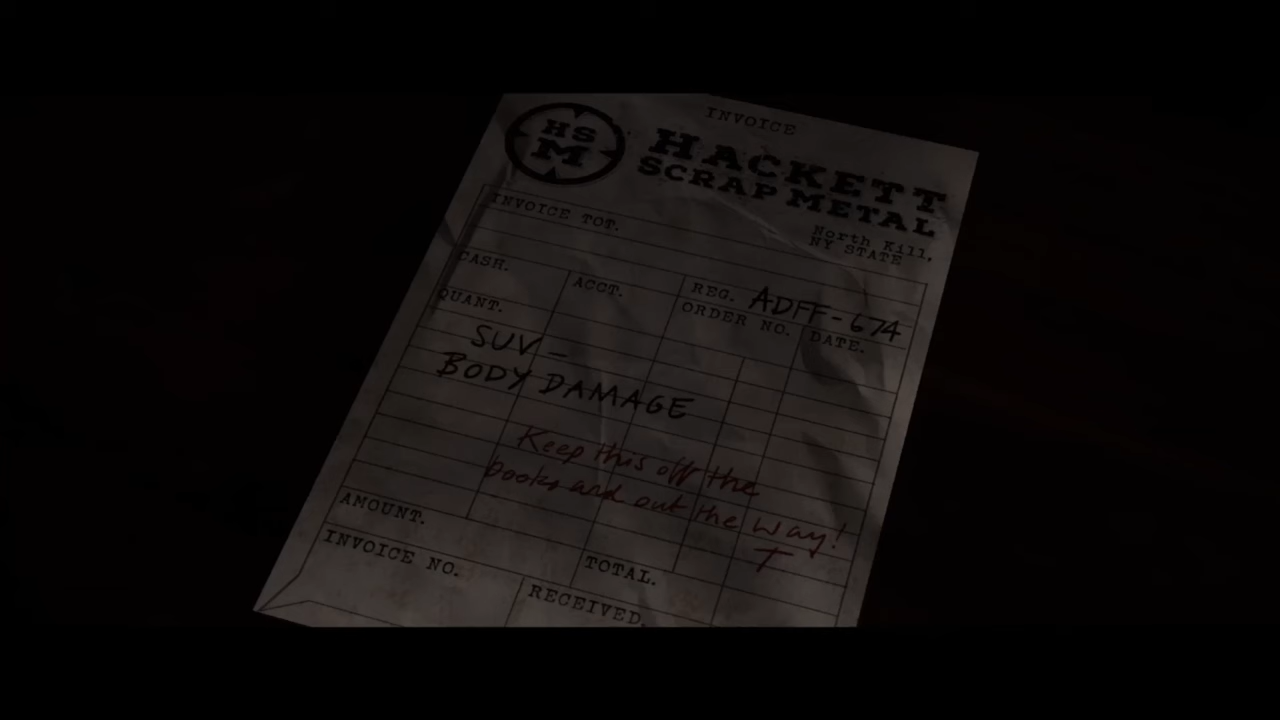 INVOICE
HS
M
HACKETT
SCRAP METAL
North Kill,
NY STATE
INVOICE TOT.
CASH.
ACCT.
REG. ADFF-674
QUANT.
ORDER NO.
DATE.
SUV -
BODY DAMAGE
Keep this off the
books and out the way!
T
AMOUNT.
TOTAL.
INVOICE NO.
RECEIVED.